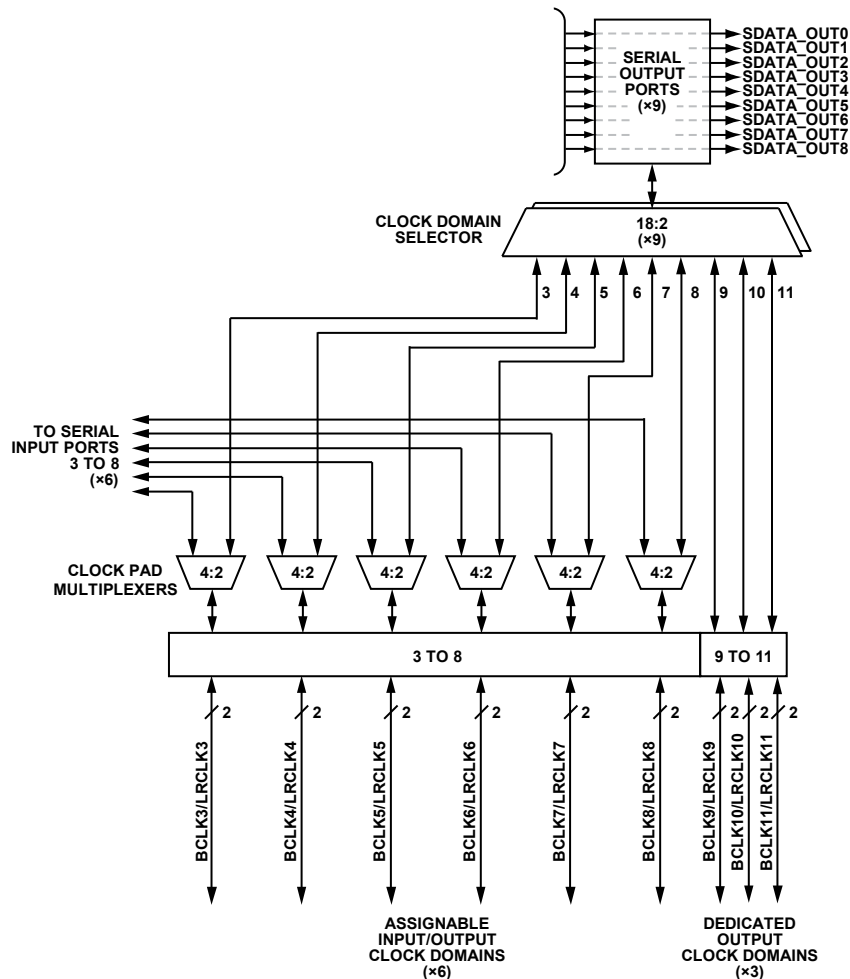 SDATA_OUT0
SDATA_OUT1
SDATA_OUT2
SDATA_OUT3
SDATA_OUT4
SDATA_OUT5
SDATA_OUT6
SDATA_OUT7
SDATA_OUT8
SERIAL
OUTPUT
PORTS
(×9)
CLOCK DOMAIN
SELECTOR
18:2
(×9)
3 4 5 6 7 8 9 10 11
TO SERIAL
INPUT PORTS
3 TO 8
(×6)
CLOCK PAD
MULTIPLEXERS
4:2 4:2 4:2 4:2 4:2 4:2
3 TO 8 9 TO 11
2 2 2 2 2 2 2 2 2
BCLK3/LRCLK3
BCLK4/LRCLK4
BCLK5/LRCLK5
BCLK6/LRCLK6
BCLK7/LRCLK7
BCLK8/LRCLK8
BCLK9/LRCLK9
BCLK10/LRCLK10
BCLK11/LRCLK11
ASSIGNABLE
INPUT/OUTPUT
CLOCK DOMAINS
(×6)
DEDICATED
OUTPUT
CLOCK DOMAINS
(×3)